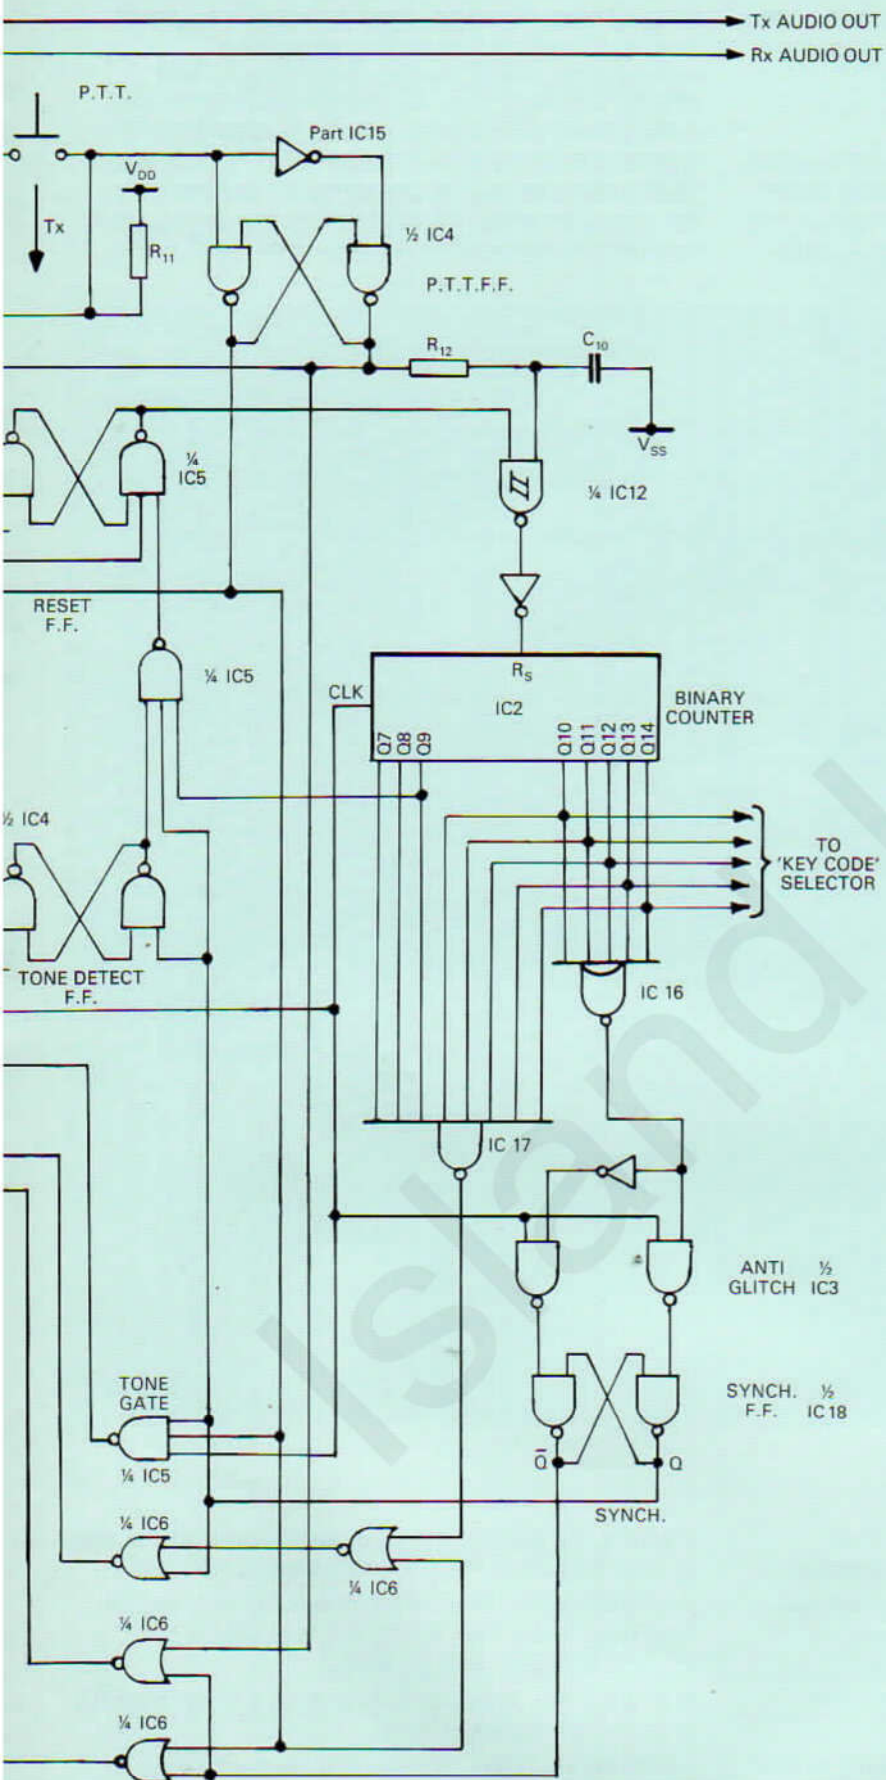 Tx AUDIO OUT
Rx AUDIO OUT
P.T.T.
Part IC15
VDD
Tx
R11
½ IC4
P.T.T.F.F.
R12
C10
VSS
¼
IC5
¼ IC12
RESET
F.F.
¼ IC5
RS
CLK
IC2
BINARY
COUNTER
Q7
Q8
Q9
Q10
Q11
Q12
Q13
Q14
½ IC4
TO
'KEY CODE'
SELECTOR
TONE DETECT
F.F.
IC 16
IC 17
ANTI ½
GLITCH IC3
TONE
GATE
SYNCH. ½
F.F. IC18
¼ IC5
Q̄
Q
SYNCH.
¼ IC6
¼ IC6
¼ IC6
¼ IC6
Island